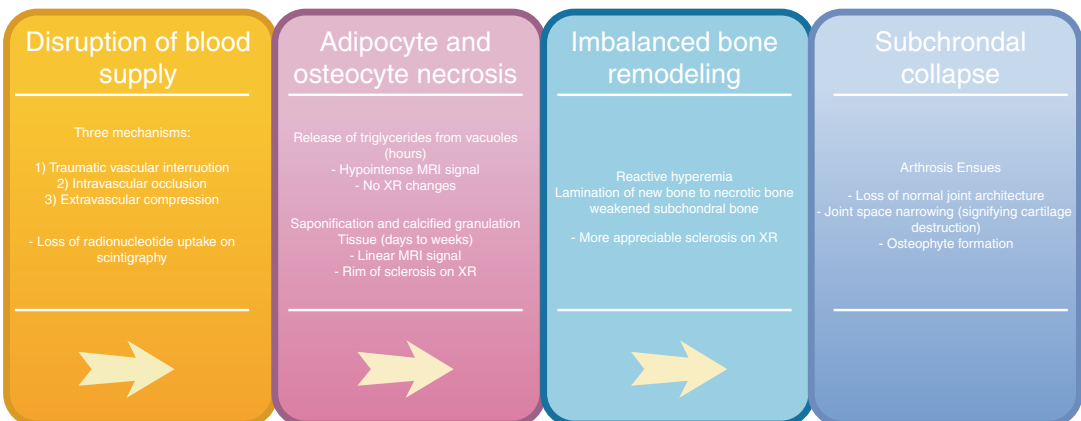 Disruption of blood
supply
Three mechanisms:
1) Traumatic vascular interruotion
2) Intravascular occlusion
3) Extravascular compression
- Loss of radionucleotide uptake on
scintigraphy
Adipocyte and
osteocyte necrosis
Release of triglycerides from vacuoles
(hours)
- Hypointense MRI signal
- No XR changes
Saponification and calcified granulation
Tissue (days to weeks)
- Linear MRI signal
- Rim of sclerosis on XR
Imbalanced bone
remodeling
Reactive hyperemia
Lamination of new bone to necrotic bone
weakened subchondral bone
- More appreciable sclerosis on XR
Subchrondal
collapse
Arthrosis Ensues
- Loss of normal joint architecture
- Joint space narrowing (signifying cartilage
destruction)
- Osteophyte formation